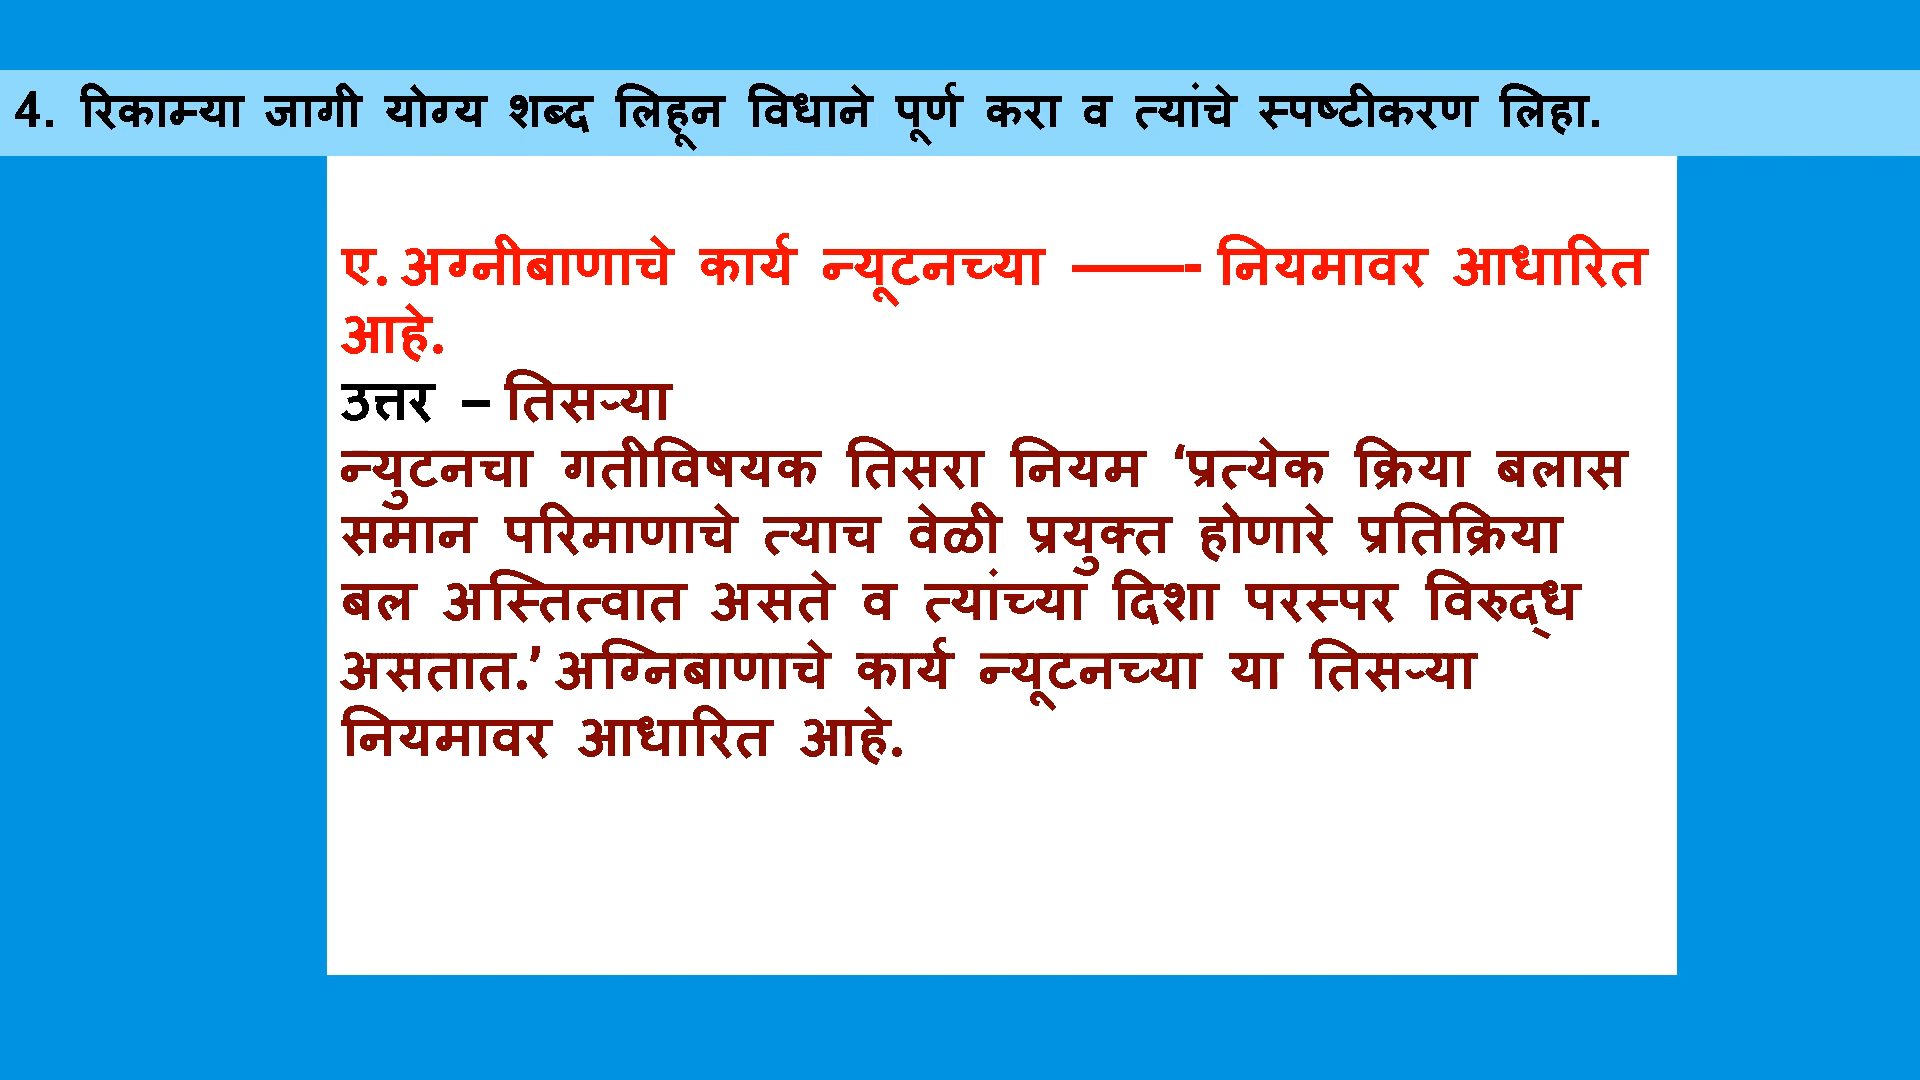 4. रिकाम्या जागी योग्य शब्द लिहून विधाने पूर्ण करा व त्यांचे स्पष्टीकरण लिहा.
ए. अग्नीबाणाचे कार्य न्यूटनच्या ——- नियमावर आधारित
आहे.
उत्तर – तिसऱ्या
न्युटनचा गतीविषयक तिसरा नियम ‘प्रत्येक क्रिया बलास
समान परिमाणाचे त्याच वेळी प्रयुक्त होणारे प्रतिक्रिया
बल अस्तित्वात असते व त्यांच्या दिशा परस्पर विरुद्ध
असतात.’ अग्निबाणाचे कार्य न्यूटनच्या या तिसऱ्या
नियमावर आधारित आहे.